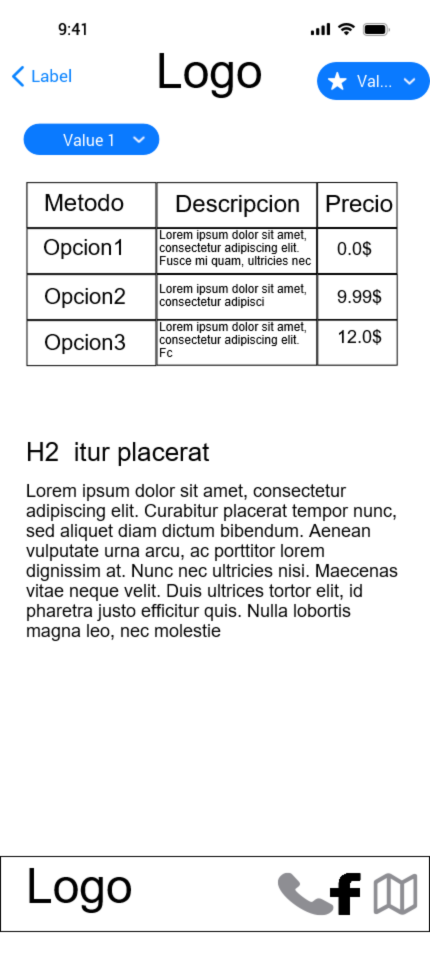 9:41
Label
Logo
Val...
Value 1
Metodo Descripcion Precio
Opcion1
Lorem ipsum dolor sit amet,
consectetur adipiscing elit.
Fusce mi quam, ultricies nec
0.0$
Opcion2
Lorem ipsum dolor sit amet,
consectetur adipisci
9.99$
Opcion3
Lorem ipsum dolor sit amet,
consectetur adipiscing elit.
Fc
12.0$
H2 itur placerat
Lorem ipsum dolor sit amet, consectetur
adipiscing elit. Curabitur placerat tempor nunc,
sed aliquet diam dictum bibendum. Aenean
vulputate urna arcu, ac porttitor lorem
dignissim at. Nunc nec ultricies nisi. Maecenas
vitae neque velit. Duis ultrices tortor elit, id
pharetra justo efficitur quis. Nulla lobortis
magna leo, nec molestie
Logo
f